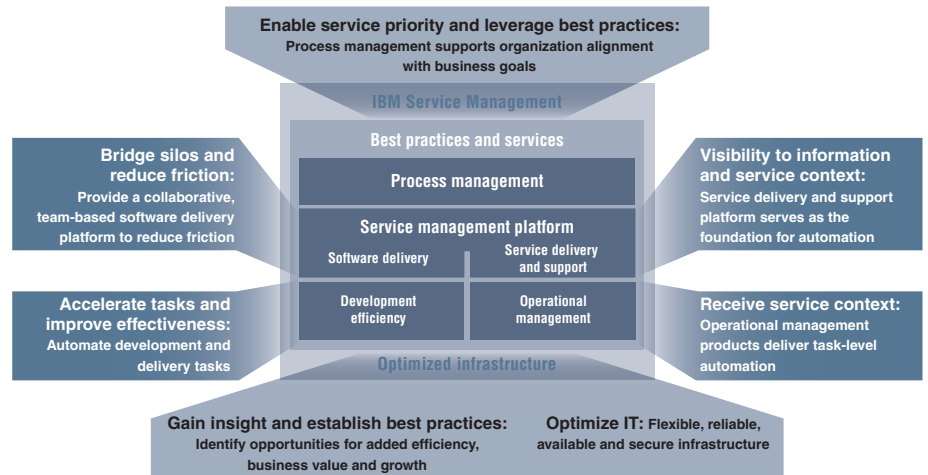 Enable service priority and leverage best practices:
Process management supports organization alignment
with business goals
IBM Service Management
Best practices and services
Process management
Service management platform
Software delivery
Service delivery
and support
Development
efficiency
Operational
management
Optimized infrastructure
Bridge silos and
reduce friction:
Provide a collaborative,
team-based software delivery
platform to reduce friction
Accelerate tasks and
improve effectiveness:
Automate development and
delivery tasks
Visibility to information
and service context:
Service delivery and support
platform serves as the
foundation for automation
Receive service context:
Operational management
products deliver task-level
automation
Gain insight and establish best practices:
Identify opportunities for added efficiency,
business value and growth
Optimize IT: Flexible, reliable,
available and secure infrastructure